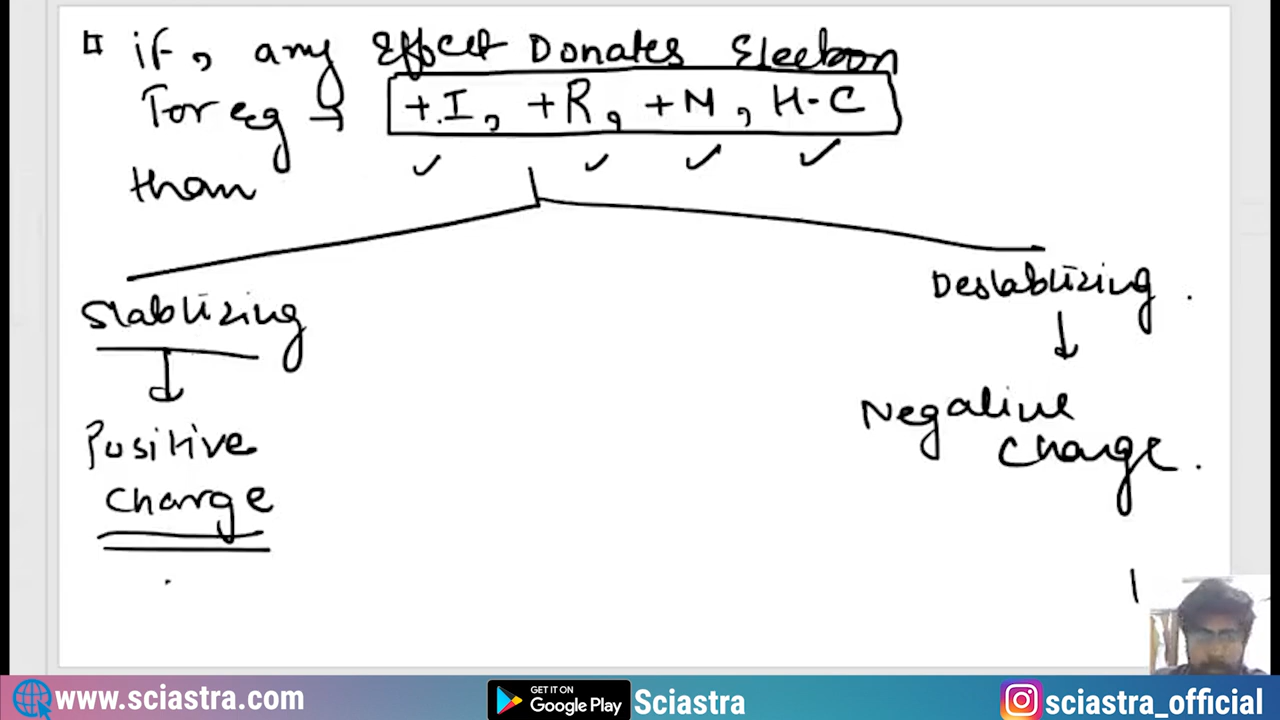 if, any Effect Donates Electron
For eg → +I, +R, +M, H·C
than
Stablizing
Destablizing.
Positive
charge
Negative
charge.
www.sciastra.com
GET IT ON
Google Play
Sciastra
sciastra_official